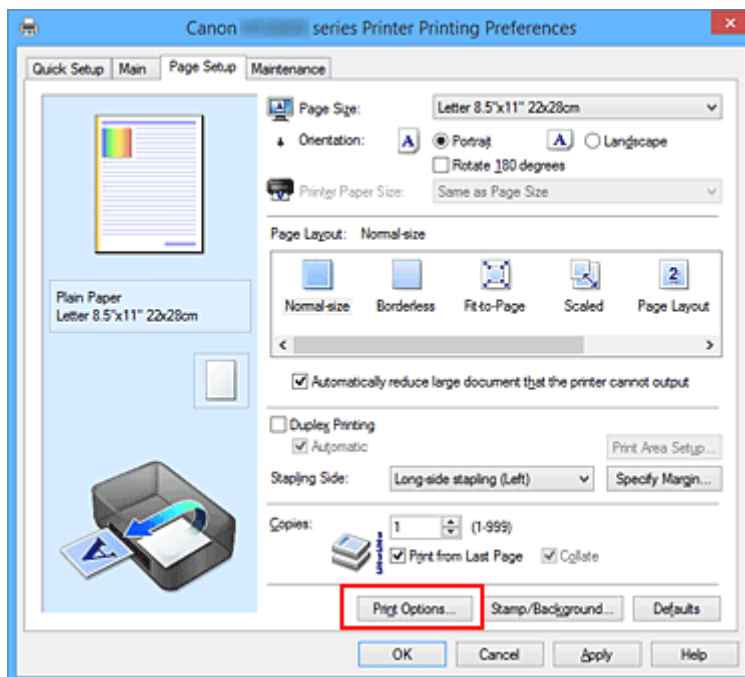 Canon series Printer Printing Preferences
Quick Setup Main Page Setup Maintenance
Page Size: Letter 8.5"x11" 22x28cm
Orientation: A Portrait A Landscape
Rotate 180 degrees
Printer Paper Size: Same as Page Size
Page Layout: Normal-size
2
Normal-size Borderless Fit-to-Page Scaled Page Layout
Plain Paper
Letter 8.5"x11" 22x28cm
Automatically reduce large document that the printer cannot output
Duplex Printing
Automatic
Print Area Setup...
Stapling Side: Long-side stapling (Left) Specify Margin...
Copies: 1 (1-999)
Print from Last Page Collate
A
Print Options... Stamp/Background... Defaults
OK Cancel Apply Help